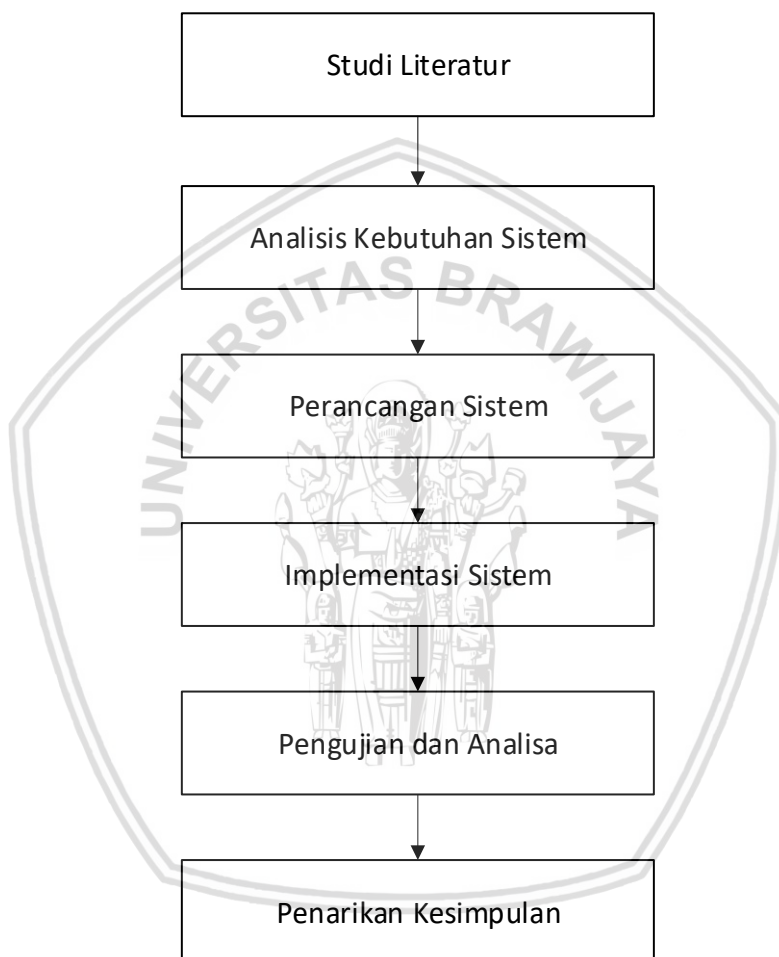 Studi Literatur
Analisis Kebutuhan Sistem
UNIVERSITAS BRAWIJAYA
Perancangan Sistem
Implementasi Sistem
Pengujian dan Analisa
Penarikan Kesimpulan